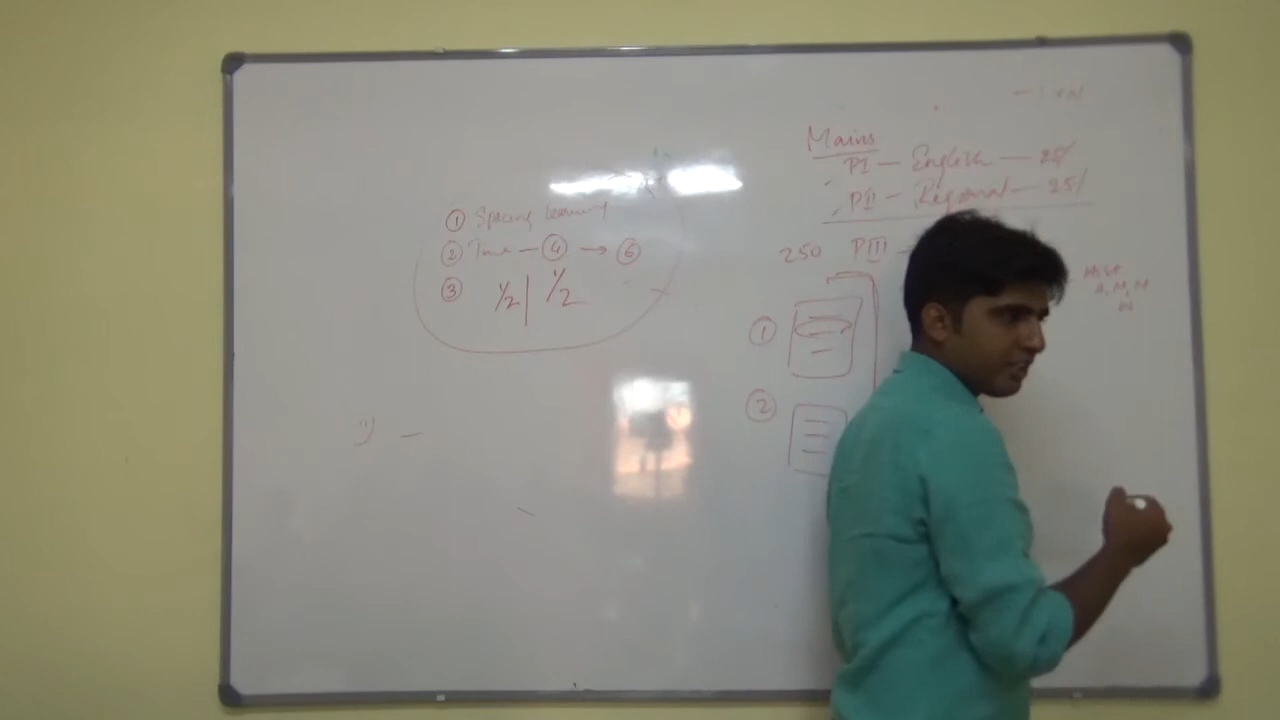 ① Spacing Learning
② Time — ④ → ⑥
③ 1/2 | 1/2
Mains
PI — English — 25/
PII — Regional — 25/
250 PIII —
①
②